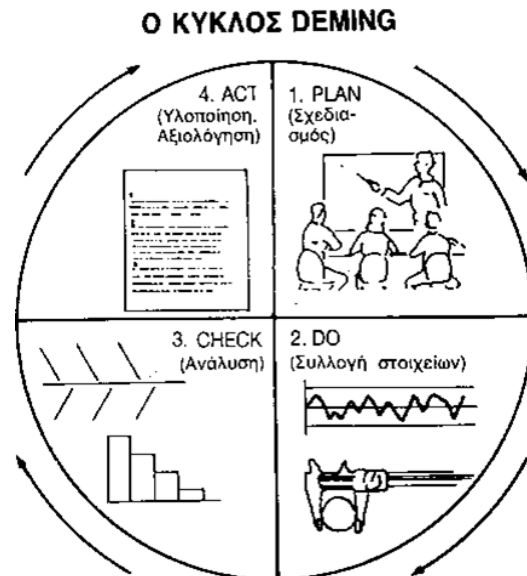 Ο ΚΥΚΛΟΣ DEMING
4. ACT
(Υλοποίηση.
Αξιολόγηση)
1. PLAN
(Σχεδια-
σμός)
3. CHECK
(Ανάλυση)
2. DO
(Συλλογή στοιχείων)